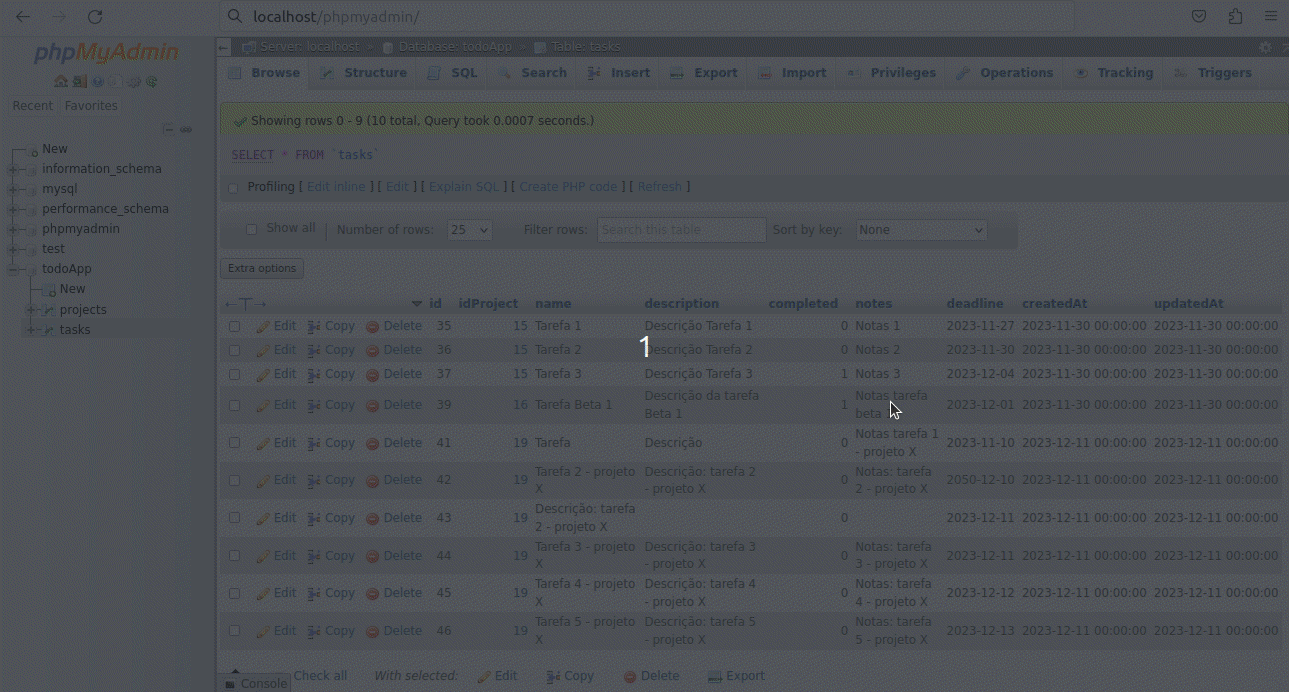 localhost/phpmyadmin/
phpMyAdmin
Recent Favorites
New
information_schema
mysql
performance_schema
phpmyadmin
test
todoApp
New
projects
tasks
Server: localhost » Database: todoApp » Table: tasks
Browse Structure SQL Search Insert Export Import Privileges Operations Tracking Triggers
Showing rows 0 - 9 (10 total, Query took 0.0007 seconds.)
SELECT * FROM `tasks`
Profiling [ Edit inline ] [ Edit ] [ Explain SQL ] [ Create PHP code ] [ Refresh ]
Show all | Number of rows: 25 Filter rows: Search this table Sort by key: None
Extra options
←T→ id idProject name description completed notes deadline createdAt updatedAt
Edit Copy Delete 35 15 Tarefa 1 Descrição Tarefa 1 0 Notas 1 2023-11-27 2023-11-30 00:00:00 2023-11-30 00:00:00
Edit Copy Delete 36 15 Tarefa 2 Descrição Tarefa 2 0 Notas 2 2023-11-30 2023-11-30 00:00:00 2023-11-30 00:00:00
1
Edit Copy Delete 37 15 Tarefa 3 Descrição Tarefa 3 1 Notas 3 2023-12-04 2023-11-30 00:00:00 2023-11-30 00:00:00
Edit Copy Delete 39 16 Tarefa Beta 1 Descrição da tarefa Beta 1 1 Notas tarefa beta 2023-12-01 2023-11-30 00:00:00 2023-11-30 00:00:00
Edit Copy Delete 41 19 Tarefa Descrição 0 Notas tarefa 1 - projeto X 2023-11-10 2023-12-11 00:00:00 2023-12-11 00:00:00
Edit Copy Delete 42 19 Tarefa 2 - projeto X Descrição: tarefa 2 - projeto X 0 Notas: tarefa 2 - projeto X 2050-12-10 2023-12-11 00:00:00 2023-12-11 00:00:00
Edit Copy Delete 43 19 Descrição: tarefa 2 - projeto X 0 2023-12-11 2023-12-11 00:00:00 2023-12-11 00:00:00
Edit Copy Delete 44 19 Tarefa 3 - projeto X Descrição: tarefa 3 - projeto X 0 Notas: tarefa 3 - projeto X 2023-12-11 2023-12-11 00:00:00 2023-12-11 00:00:00
Edit Copy Delete 45 19 Tarefa 4 - projeto X Descrição: tarefa 4 - projeto X 0 Notas: tarefa 4 - projeto X 2023-12-12 2023-12-11 00:00:00 2023-12-11 00:00:00
Edit Copy Delete 46 19 Tarefa 5 - projeto X Descrição: tarefa 5 - projeto X 0 Notas: tarefa 5 - projeto X 2023-12-13 2023-12-11 00:00:00 2023-12-11 00:00:00
Check all With selected: Edit Copy Delete Export
Console